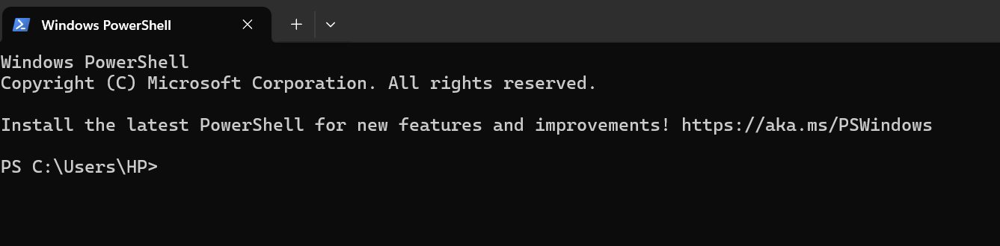 Windows PowerShell
Windows PowerShell
Copyright (C) Microsoft Corporation. All rights reserved.
Install the latest PowerShell for new features and improvements! https://aka.ms/PSWindows
PS C:\Users\HP>